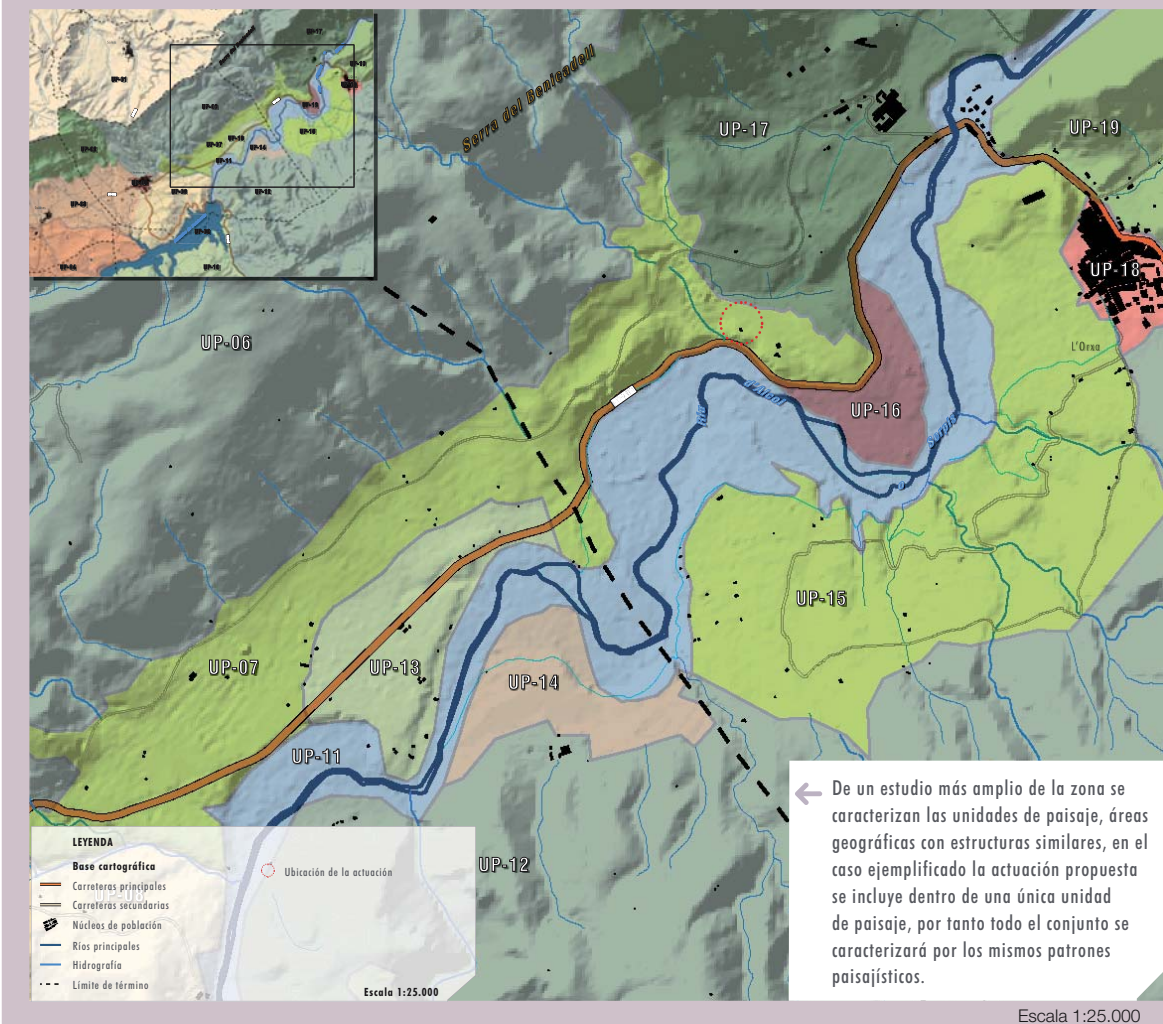 Serra del Benicadell
UP-17
UP-19
UP-18
L'Orxa
UP-06
UP-16
Riu
d'Alcoi
o
Serpis
UP-15
UP-07
UP-13
UP-14
UP-11
UP-12
LEYENDA
Base cartográfica
Carreteras principales
Carreteras secundarias
Núcleos de población
Ríos principales
Hidrografía
Límite de término
Ubicación de la actuación
Escala 1:25.000
De un estudio más amplio de la zona se
caracterizan las unidades de paisaje, áreas
geográficas con estructuras similares, en el
caso ejemplificado la actuación propuesta
se incluye dentro de una única unidad
de paisaje, por tanto todo el conjunto se
caracterizará por los mismos patrones
paisajísticos.
Escala 1:25.000